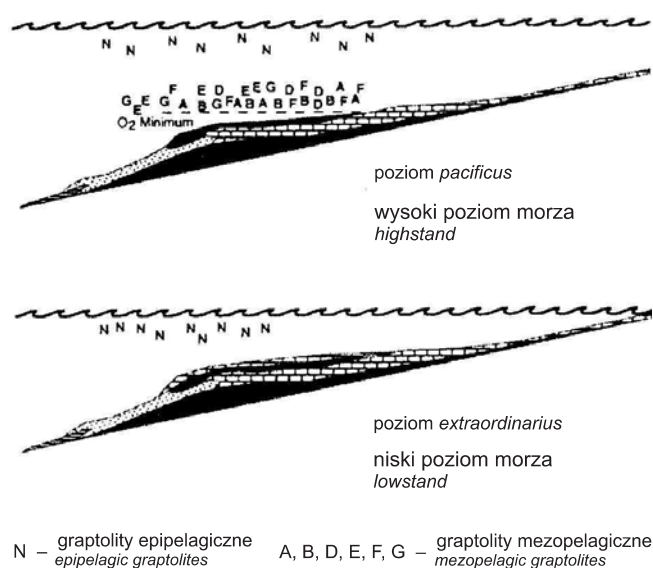 N N N N N N N N N
F E D E E G D F D A F
G E E G A B G F A B A B F B D B F A
O₂ Minimum
poziom pacificus
wysoki poziom morza
highstand
N N N N N N N N N
poziom extraordinarius
niski poziom morza
lowstand
N – graptolity epipelagiczne
epipelagic graptolites
A, B, D, E, F, G – graptolity mezopelagiczne
mezopelagic graptolites